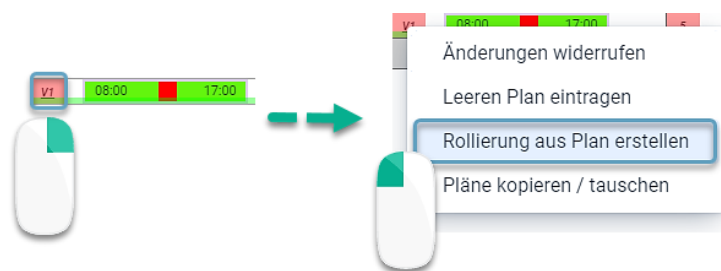 V1 08:00 17:00
V1 08:00 17:00 5
Änderungen widerrufen
Leeren Plan eintragen
Rollierung aus Plan erstellen
Pläne kopieren / tauschen